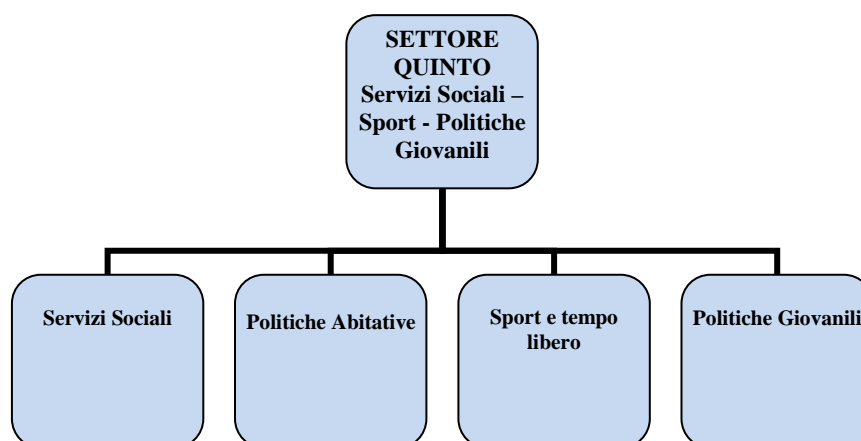 SETTORE
QUINTO
Servizi Sociali –
Sport - Politiche
Giovanili
Servizi Sociali
Politiche Abitative
Sport e tempo
libero
Politiche Giovanili